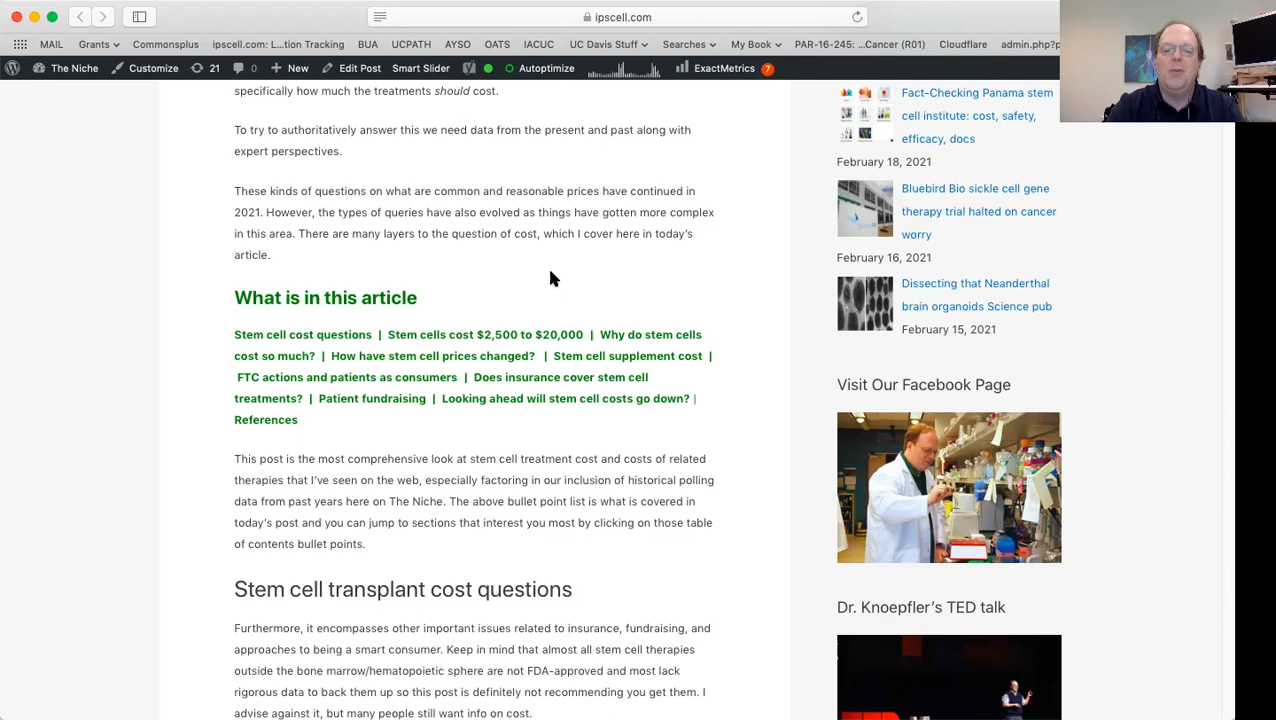 ipscell.com
MAIL Grants Commonsplus ipscell.com: L...tion Tracking BUA UCPATH AYSO OATS IACUC UC Davis Stuff Searches My Book PAR-16-245: ...Cancer (R01) Cloudflare admin.php?p
The Niche Customize 21 0 New Edit Post Smart Slider Autoptimize ExactMetrics 7
specifically how much the treatments should cost.
To try to authoritatively answer this we need data from the present and past along with
expert perspectives.
These kinds of questions on what are common and reasonable prices have continued in
2021. However, the types of queries have also evolved as things have gotten more complex
in this area. There are many layers to the question of cost, which I cover here in today's
article.
What is in this article
Stem cell cost questions | Stem cells cost $2,500 to $20,000 | Why do stem cells
cost so much? | How have stem cell prices changed? | Stem cell supplement cost |
FTC actions and patients as consumers | Does insurance cover stem cell
treatments? | Patient fundraising | Looking ahead will stem cell costs go down? |
References
This post is the most comprehensive look at stem cell treatment cost and costs of related
therapies that I've seen on the web, especially factoring in our inclusion of historical polling
data from past years here on The Niche. The above bullet point list is what is covered in
today's post and you can jump to sections that interest you most by clicking on those table
of contents bullet points.
Stem cell transplant cost questions
Furthermore, it encompasses other important issues related to insurance, fundraising, and
approaches to being a smart consumer. Keep in mind that almost all stem cell therapies
outside the bone marrow/hematopoietic sphere are not FDA-approved and most lack
rigorous data to back them up so this post is definitely not recommending you get them. I
advise against it, but many people still want info on cost.
Fact-Checking Panama stem
cell institute: cost, safety,
efficacy, docs
February 18, 2021
Bluebird Bio sickle cell gene
therapy trial halted on cancer
worry
February 16, 2021
Dissecting that Neanderthal
brain organoids Science pub
February 15, 2021
Visit Our Facebook Page
Dr. Knoepfler's TED talk